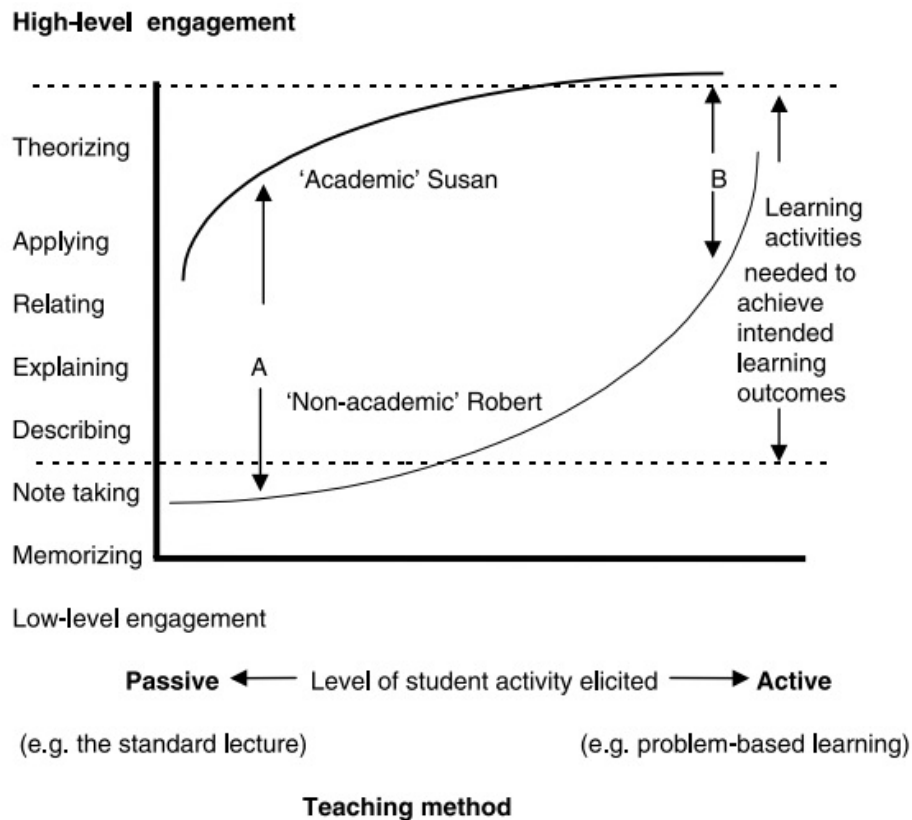 High-level engagement
Theorizing
'Academic' Susan
B
Learning
activities
needed to
achieve
intended
learning
outcomes
Applying
Relating
Explaining
A
'Non-academic' Robert
Describing
Note taking
Memorizing
Low-level engagement
Passive Level of student activity elicited Active
(e.g. the standard lecture) (e.g. problem-based learning)
Teaching method